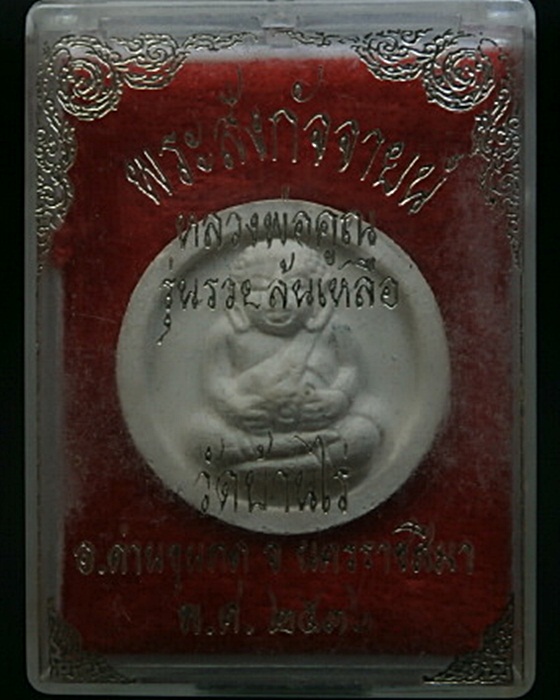 พระสังกัจจายน์
หลวงพ่อคูณ
รุ่นรวยล้นเหลือ
วัดบ้านไร่
อ.ด่านขุนทด จ นครราชสีมา
พ.ศ.